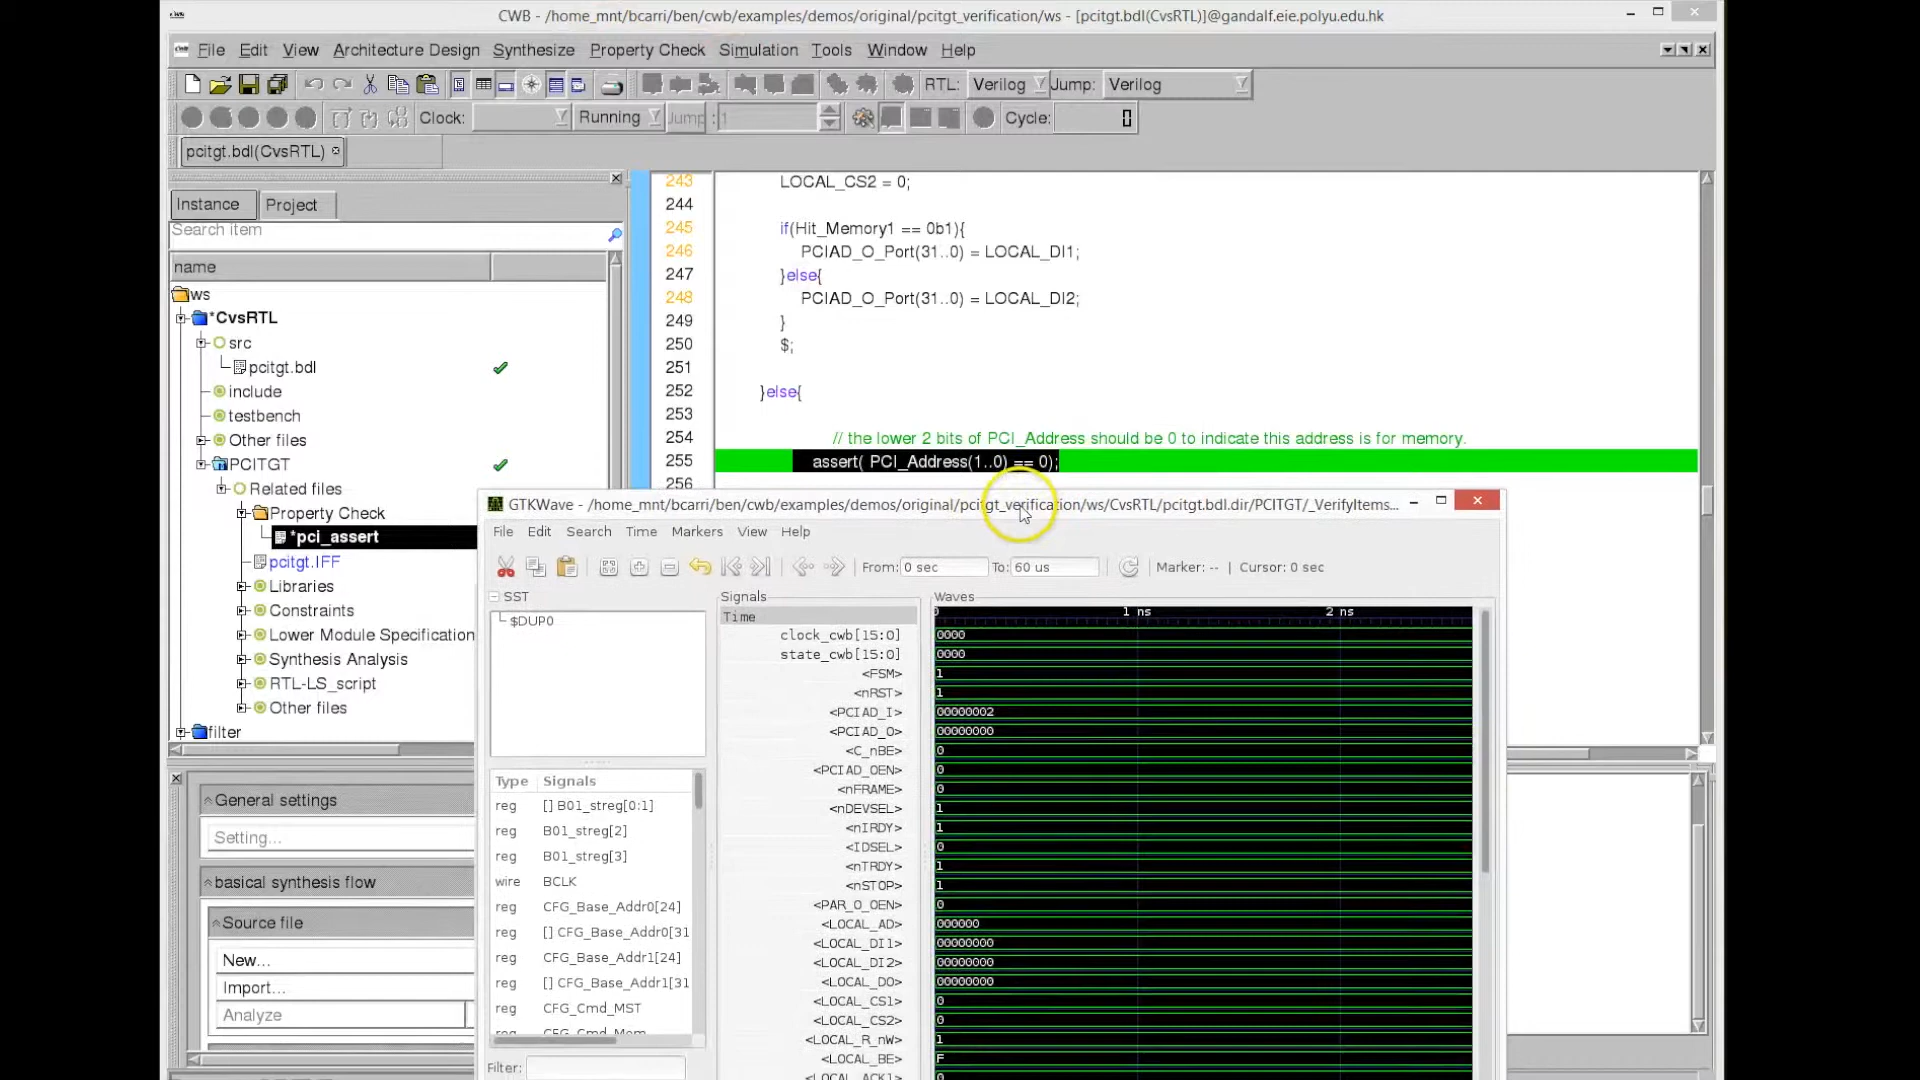 CWB - /home_mnt/bcarri/ben/cwb/examples/demos/original/pcitgt_verification/ws - [pcitgt.bdl(CvsRTL)]@gandalf.eie.polyu.edu.hk
File Edit View Architecture Design Synthesize Property Check Simulation Tools Window Help
RTL: Verilog Jump: Verilog
Clock: Running Jump : 1 Cycle: 0
pcitgt.bdl(CvsRTL)
Instance Project
Search item
name
ws
*CvsRTL
src
pcitgt.bdl
include
testbench
Other files
PCITGT
Related files
Property Check
*pci_assert
pcitgt.IFF
Libraries
Constraints
Lower Module Specification
Synthesis Analysis
RTL-LS_script
Other files
filter
243 LOCAL_CS2 = 0;
244
245 if(Hit_Memory1 == 0b1){
246 PCIAD_O_Port(31..0) = LOCAL_DI1;
247 }else{
248 PCIAD_O_Port(31..0) = LOCAL_DI2;
249 }
250 $;
251
252 }else{
253
254 // the lower 2 bits of PCI_Address should be 0 to indicate this address is for memory.
255 assert( PCI_Address(1..0) == 0);
256
General settings
Setting...
basical synthesis flow
Source file
New...
Import...
Analyze
GTKWave - /home_mnt/bcarri/ben/cwb/examples/demos/original/pcitgt_verification/ws/CvsRTL/pcitgt.bdl.dir/PCITGT/_VerifyItems...
File Edit Search Time Markers View Help
From: 0 sec To: 60 us Marker: -- | Cursor: 0 sec
SST
$DUP0
Type Signals
reg [] B01_streg[0:1]
reg B01_streg[2]
reg B01_streg[3]
wire BCLK
reg CFG_Base_Addr0[24]
reg [] CFG_Base_Addr0[31
reg CFG_Base_Addr1[24]
reg [] CFG_Base_Addr1[31
reg CFG_Cmd_MST
reg CFG_Cmd_Mem
Filter:
Signals
Time
clock_cwb[15:0]
state_cwb[15:0]
<FSM>
<nRST>
<PCIAD_I>
<PCIAD_O>
<C_nBE>
<PCIAD_OEN>
<nFRAME>
<nDEVSEL>
<nIRDY>
<IDSEL>
<nTRDY>
<nSTOP>
<PAR_O_OEN>
<LOCAL_AD>
<LOCAL_DI1>
<LOCAL_DI2>
<LOCAL_DO>
<LOCAL_CS1>
<LOCAL_CS2>
<LOCAL_R_nW>
<LOCAL_BE>
<LOCAL_ACK1>
Waves
0 1 ns 2 ns
0000
0000
1
1
00000002
00000000
0
0
0
1
1
0
1
1
0
000000
00000000
00000000
00000000
0
0
1
F
0